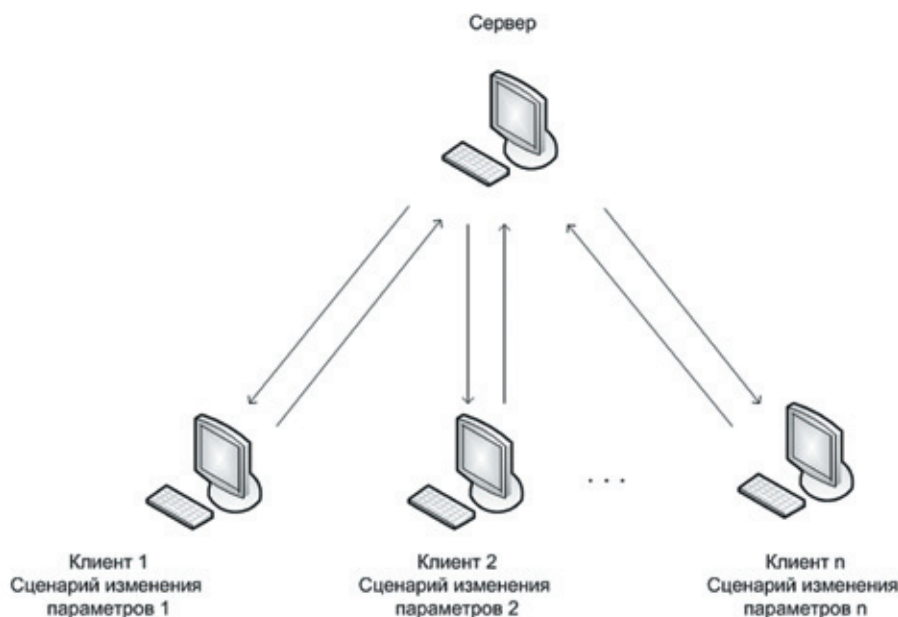 Сервер
. . .
Клиент 1
Сценарий изменения
параметров 1
Клиент 2
Сценарий изменения
параметров 2
Клиент n
Сценарий изменения
параметров n